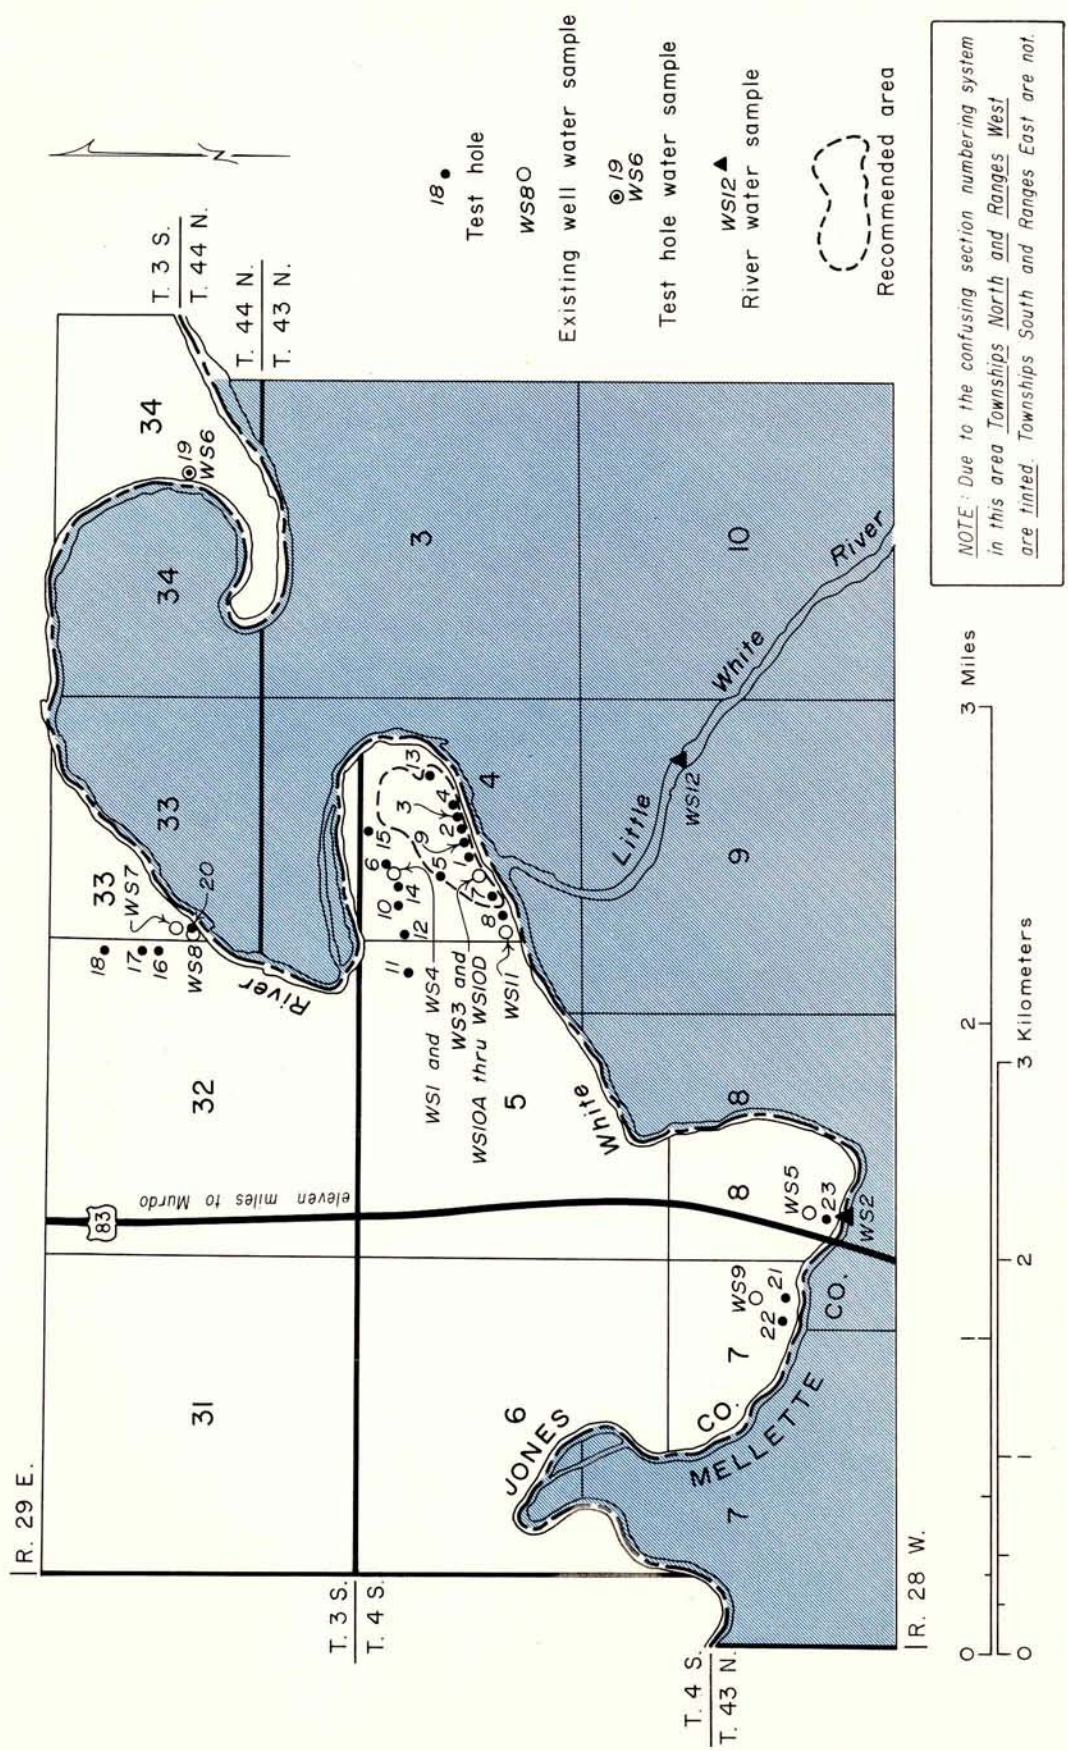 R. 29 E.
T. 3 S.
T. 44 N.
T. 44 N.
T. 43 N.
T. 3 S.
T. 4 S.
T. 4 S.
T. 43 N.
R. 28 W.
31
32
33
33
34
34
83
eleven miles to Murdo
River
18
17
16
WS7
WS8
20
19
WS6
6
5
4
3
7
7
8
8
9
10
JONES
CO.
MELLETTE
CO.
White
Little
White
River
11
12
10
14
6
15
5
9
3
13
1
2
4
7
8
WS1 and WS4
WS3 and
WS10A thru WS10D
WS11
WS12
WS5
23
WS2
WS9
22
21
N
18
Test hole
WS8
Existing well water sample
19
WS6
Test hole water sample
WS12
River water sample
Recommended area
0
1
2
3 Miles
0
1
2
3 Kilometers
NOTE: Due to the confusing section numbering system
in this area Townships North and Ranges West
are tinted. Townships South and Ranges East are not.